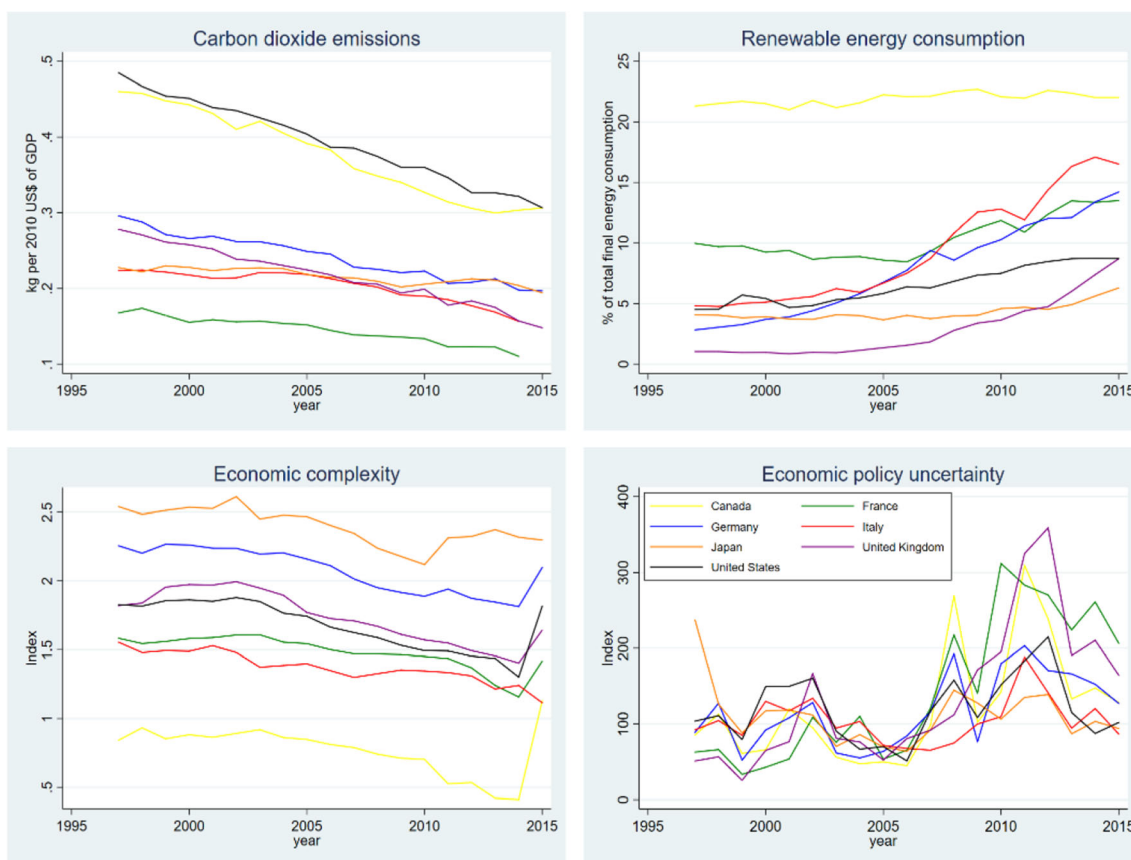 Carbon dioxide emissions
kg per 2010 US$ of GDP
.5
.4
.3
.2
.1
1995 2000 2005 2010 2015
year
Renewable energy consumption
% of total final energy consumption
25
20
15
10
5
0
1995 2000 2005 2010 2015
year
Economic complexity
Index
2.5
2
1.5
1
.5
1995 2000 2005 2010 2015
year
Economic policy uncertainty
Index
400
300
200
100
0
Canada France
Germany Italy
Japan United Kingdom
United States
1995 2000 2005 2010 2015
year